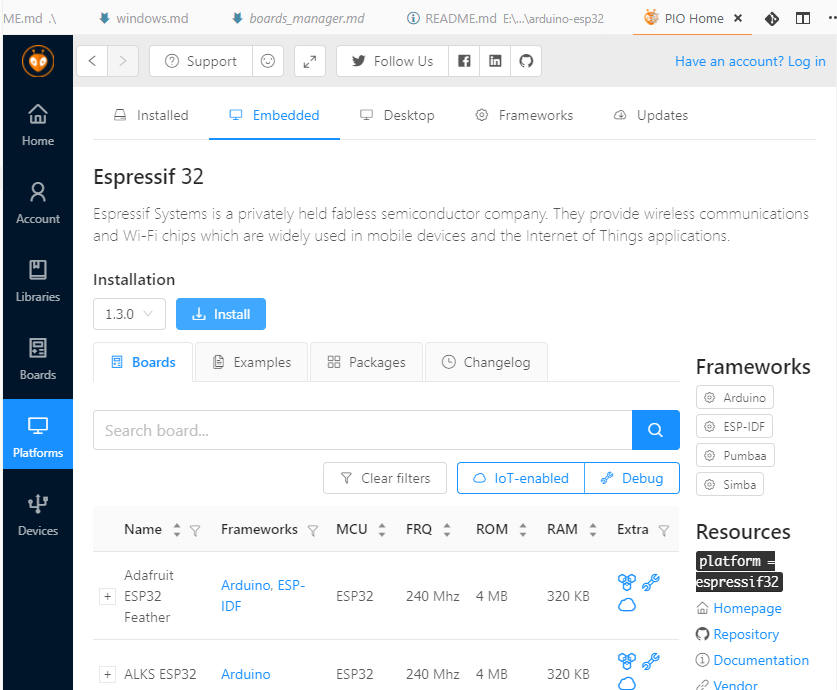 ME.md .\
windows.md
boards_manager.md
README.md E:\...\arduino-esp32
PIO Home
Support
Follow Us
Have an account? Log in
Home
Account
Libraries
Boards
Platforms
Devices
Installed
Embedded
Desktop
Frameworks
Updates
Espressif 32
Espressif Systems is a privately held fabless semiconductor company. They provide wireless communications
and Wi-Fi chips which are widely used in mobile devices and the Internet of Things applications.
Installation
1.3.0
Install
Boards
Examples
Packages
Changelog
Search board...
Clear filters
IoT-enabled
Debug
Name
Frameworks
MCU
FRQ
ROM
RAM
Extra
Adafruit
ESP32
Feather
Arduino, ESP-
IDF
ESP32
240 Mhz
4 MB
320 KB
ALKS ESP32
Arduino
ESP32
240 Mhz
4 MB
320 KB
Frameworks
Arduino
ESP-IDF
Pumbaa
Simba
Resources
platform =
espressif32
Homepage
Repository
Documentation
Vendor